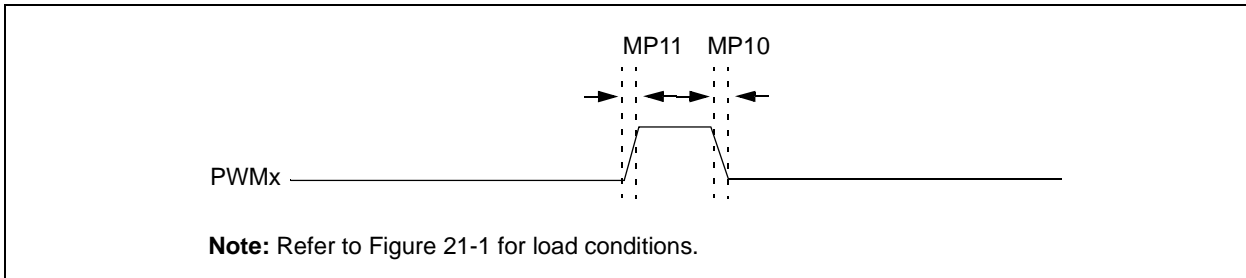 MP11 MP10
PWMx
Note: Refer to Figure 21-1 for load conditions.